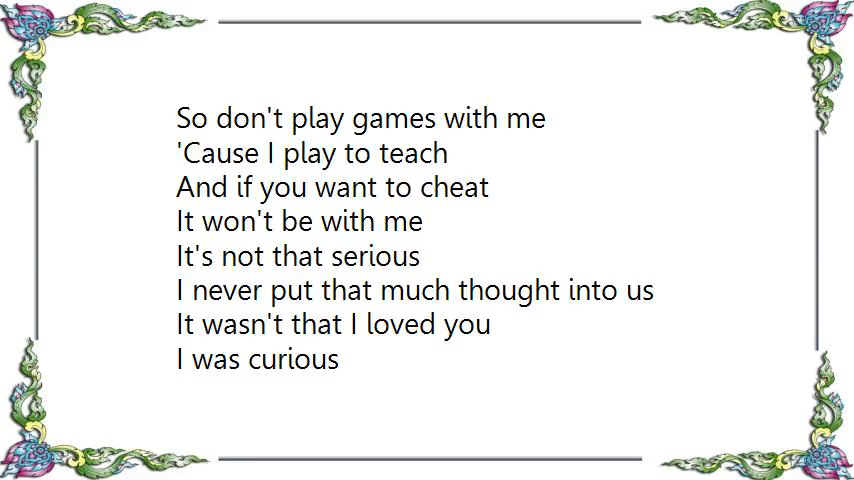 So don't play games with me
'Cause I play to teach
And if you want to cheat
It won't be with me
It's not that serious
I never put that much thought into us
It wasn't that I loved you
I was curious